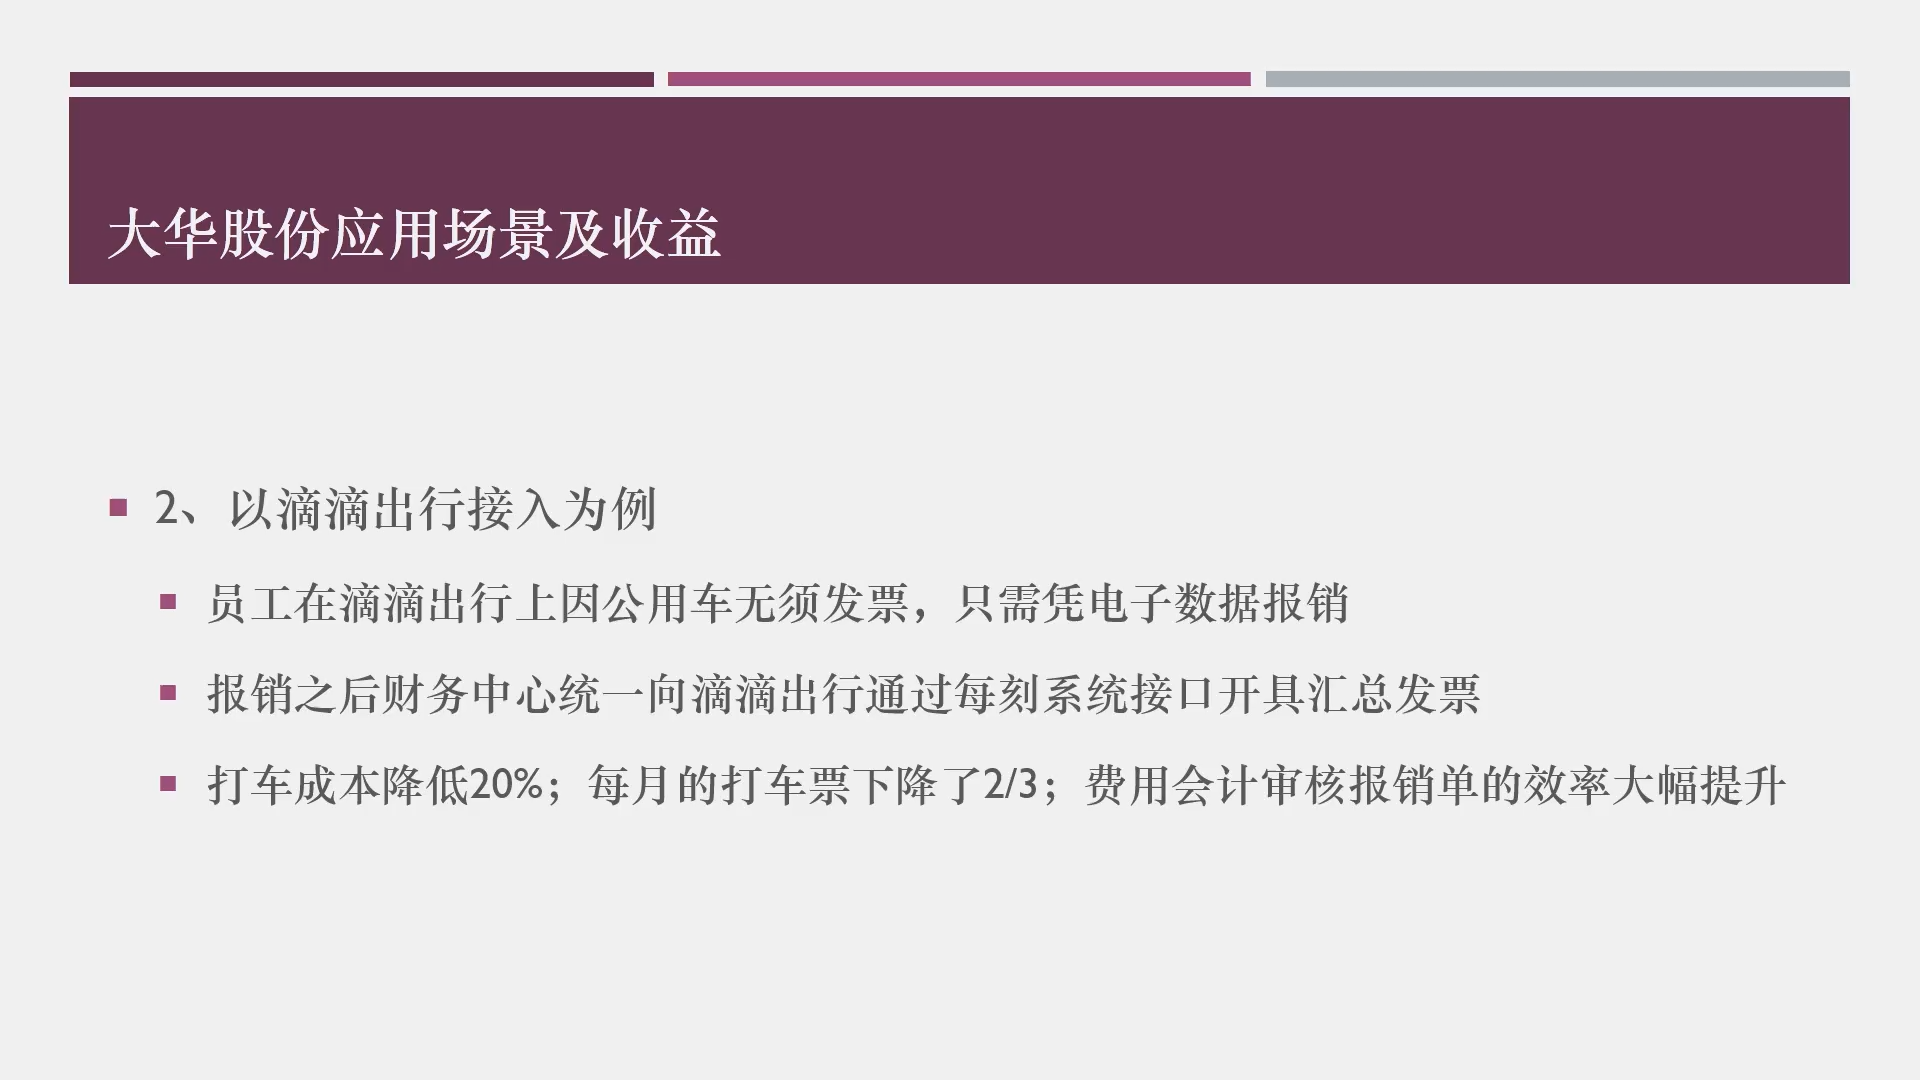 大华股份应用场景及收益
2、以滴滴出行接入为例
员工在滴滴出行上因公用车无须发票，只需凭电子数据报销
报销之后财务中心统一向滴滴出行通过每刻系统接口开具汇总发票
打车成本降低20%；每月的打车票下降了2/3；费用会计审核报销单的效率大幅提升